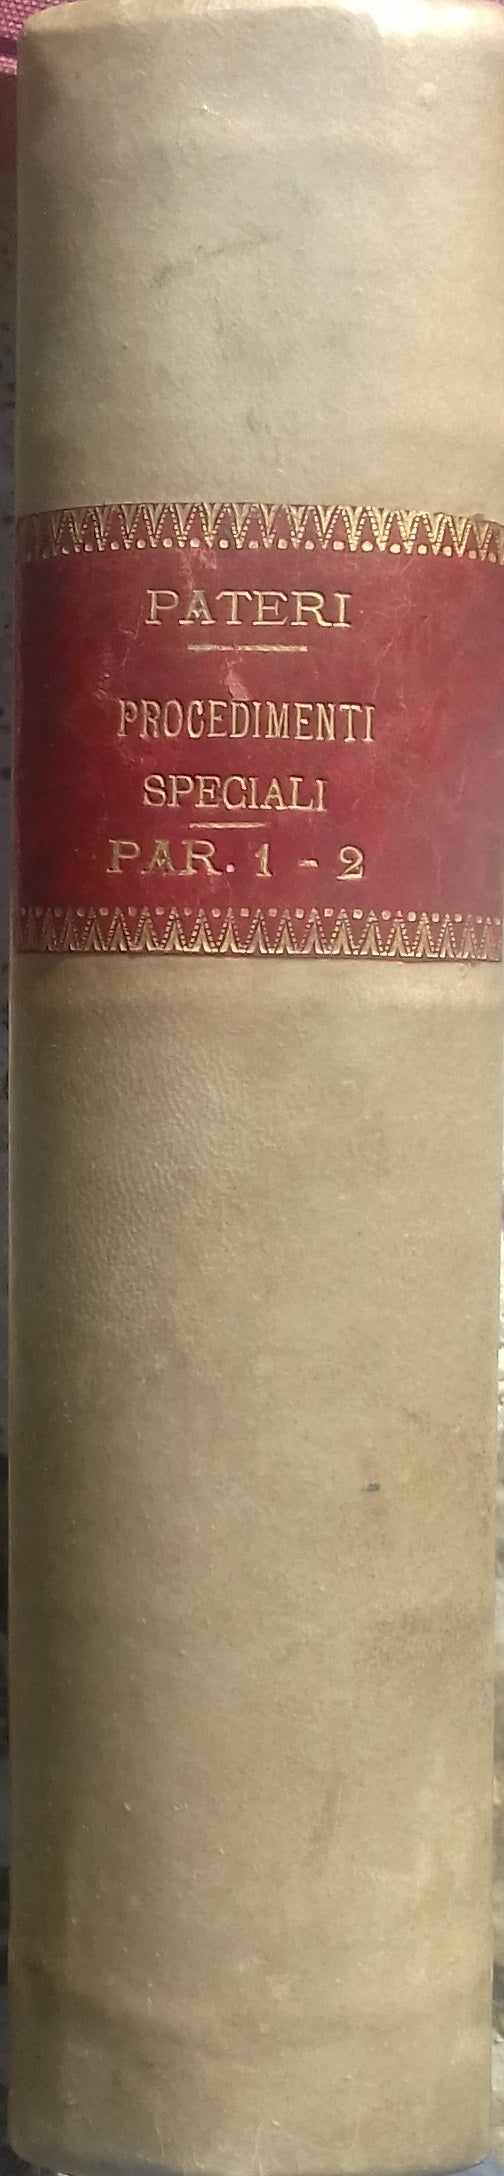 PATERI
PROCEDIMENTI
SPECIALI
PAR. 1 - 2